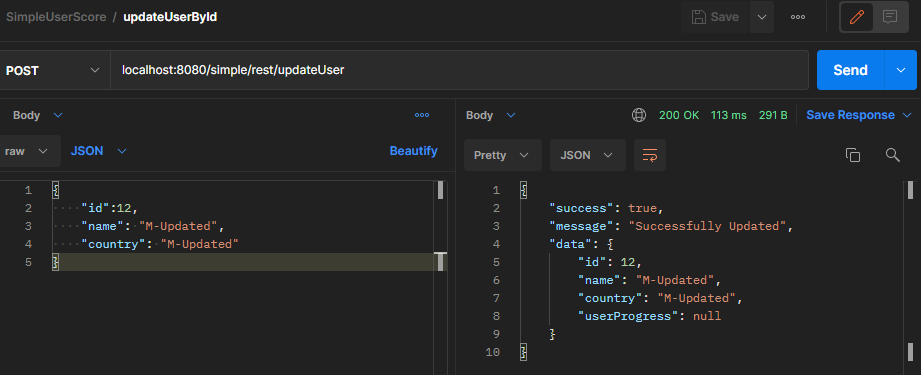 SimpleUserScore / updateUserById
Save
POST
localhost:8080/simple/rest/updateUser
Send
Body
raw
JSON
Beautify
1 {
2 "id":12,
3 "name": "M-Updated",
4 "country": "M-Updated"
5 }
Body
200 OK 113 ms 291 B Save Response
Pretty
JSON
1 {
2 "success": true,
3 "message": "Successfully Updated",
4 "data": {
5 "id": 12,
6 "name": "M-Updated",
7 "country": "M-Updated",
8 "userProgress": null
9 }
10 }